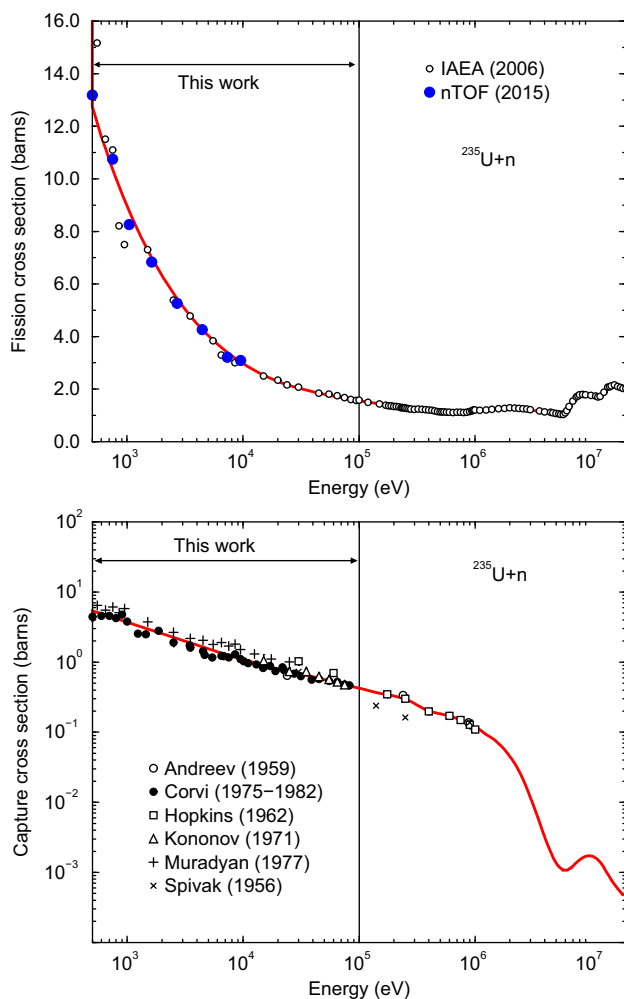 16.0
14.0
12.0
10.0
8.0
6.0
4.0
2.0
0.0
Fission cross section (barns)
This work
IAEA (2006)
nTOF (2015)
²³⁵U+n
10³
10⁴
10⁵
10⁶
10⁷
Energy (eV)
10²
10¹
10⁰
10⁻¹
10⁻²
10⁻³
Capture cross section (barns)
This work
²³⁵U+n
Andreev (1959)
Corvi (1975−1982)
Hopkins (1962)
Kononov (1971)
Muradyan (1977)
Spivak (1956)
10³
10⁴
10⁵
10⁶
10⁷
Energy (eV)